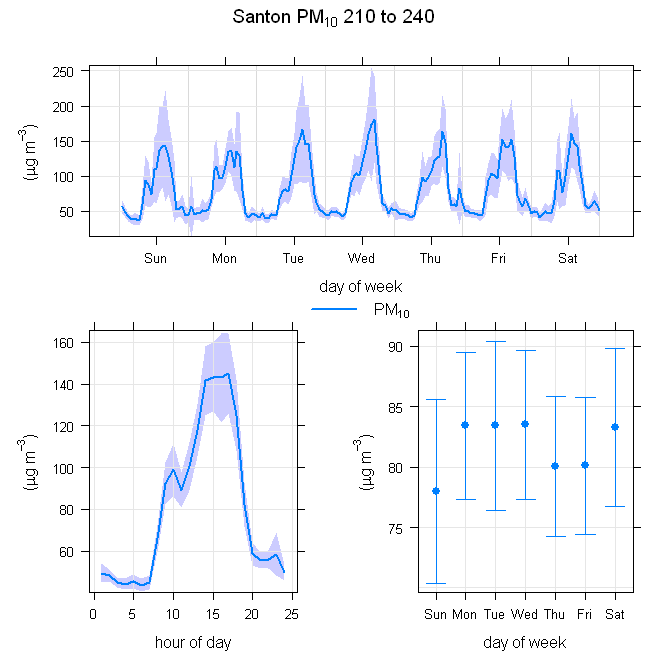 Santon PM10 210 to 240
250
200
150
100
50
(µg m−3)
Sun Mon Tue Wed Thu Fri Sat
day of week
PM10
160
140
120
100
80
60
(µg m−3)
0 5 10 15 20 25
hour of day
90
85
80
75
(µg m−3)
Sun Mon Tue Wed Thu Fri Sat
day of week